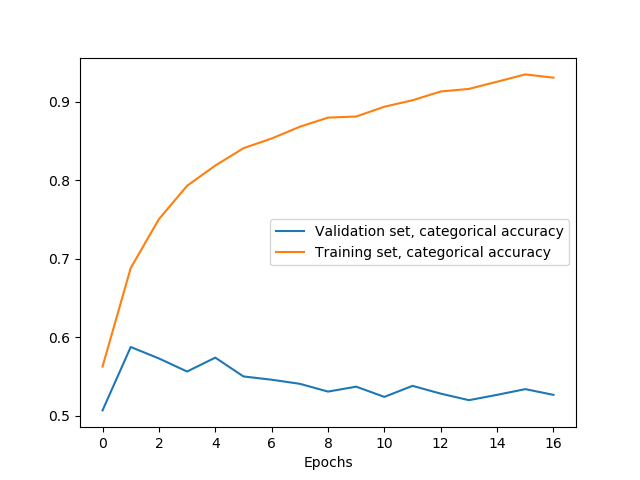 0.9
0.8
0.7
0.6
0.5
Validation set, categorical accuracy
Training set, categorical accuracy
0 2 4 6 8 10 12 14 16
Epochs